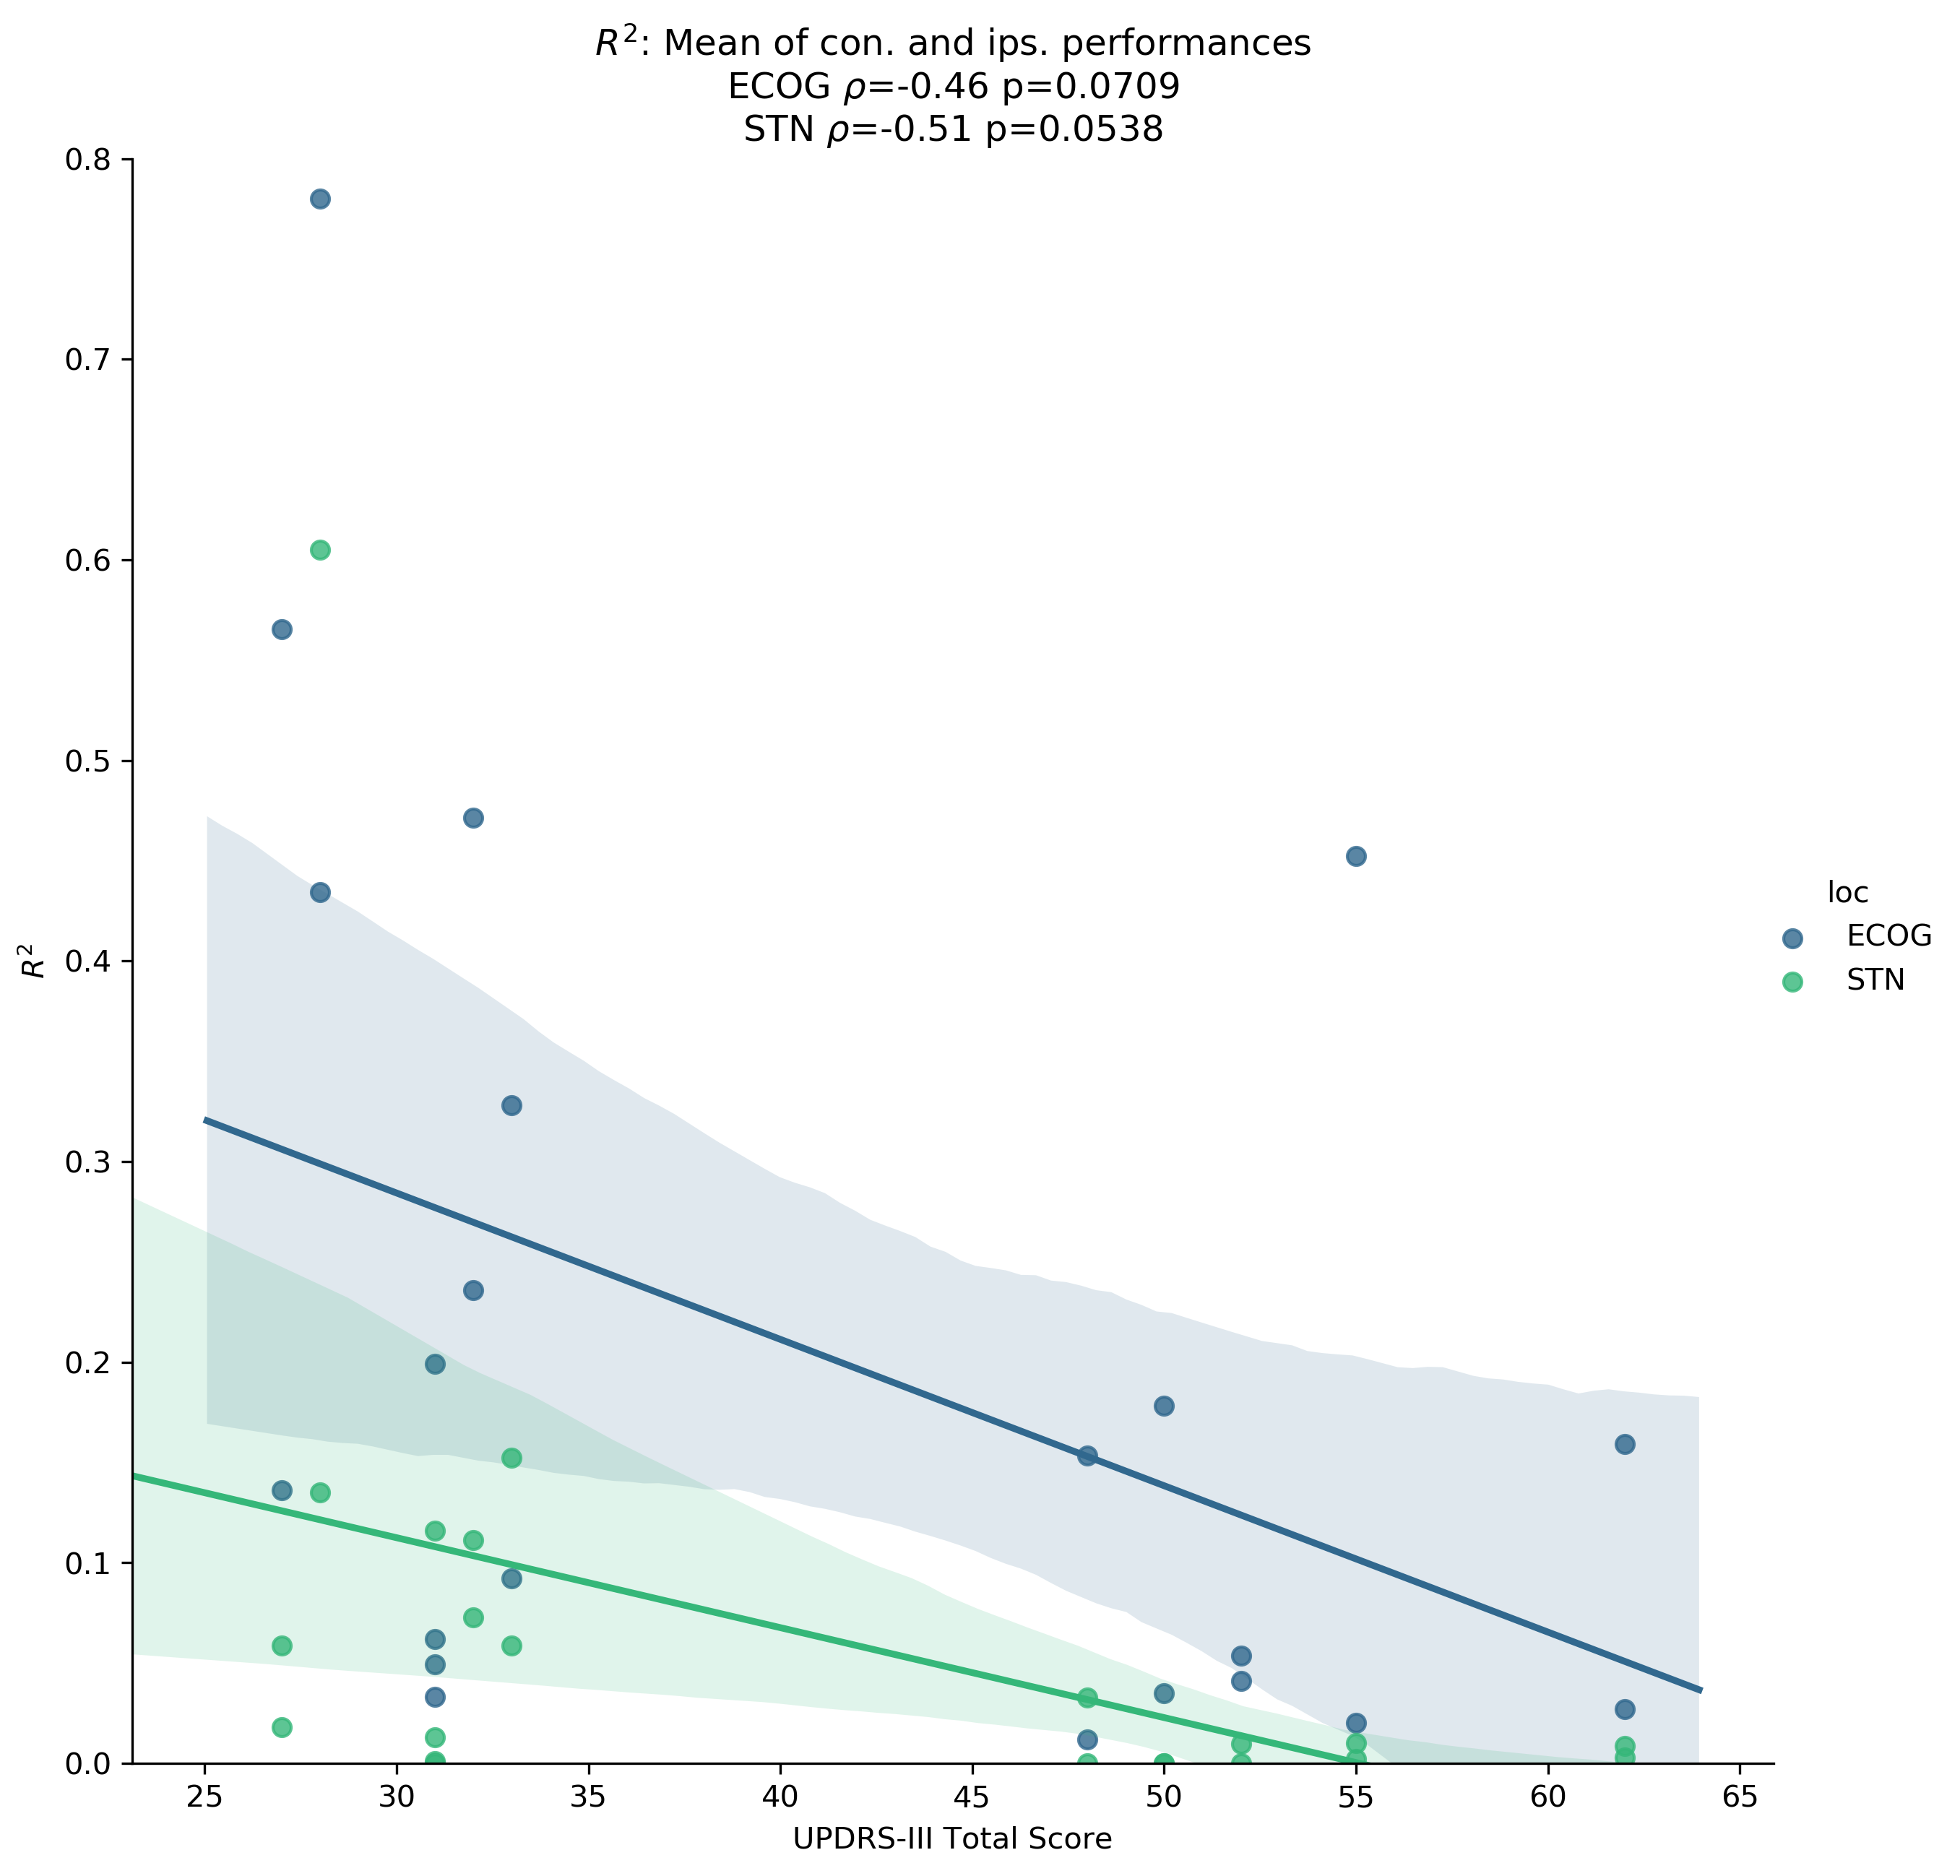 R²: Mean of con. and ips. performances
ECOG ρ=-0.46 p=0.0709
STN ρ=-0.51 p=0.0538
0.8
0.7
0.6
0.5
0.4
0.3
0.2
0.1
0.0
R²
25 30 35 40 45 50 55 60 65
UPDRS-III Total Score
loc
ECOG
STN